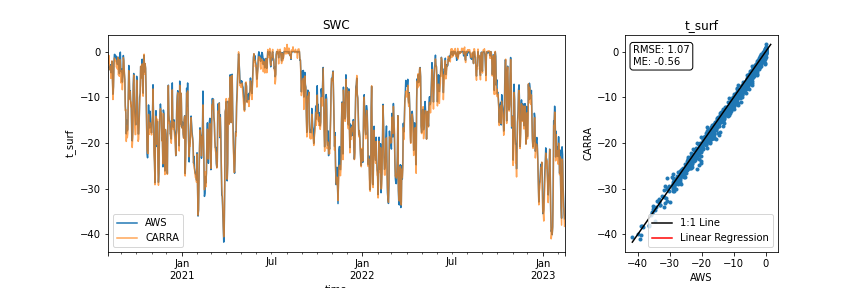 SWC
t_surf
0
−10
−20
−30
−40
AWS
CARRA
Jan
2021
Jul
Jan
2022
Jul
Jan
2023
time
t_surf
CARRA
0
−10
−20
−30
−40
RMSE: 1.07
ME: -0.56
1:1 Line
Linear Regression
−40
−30
−20
−10
0
AWS